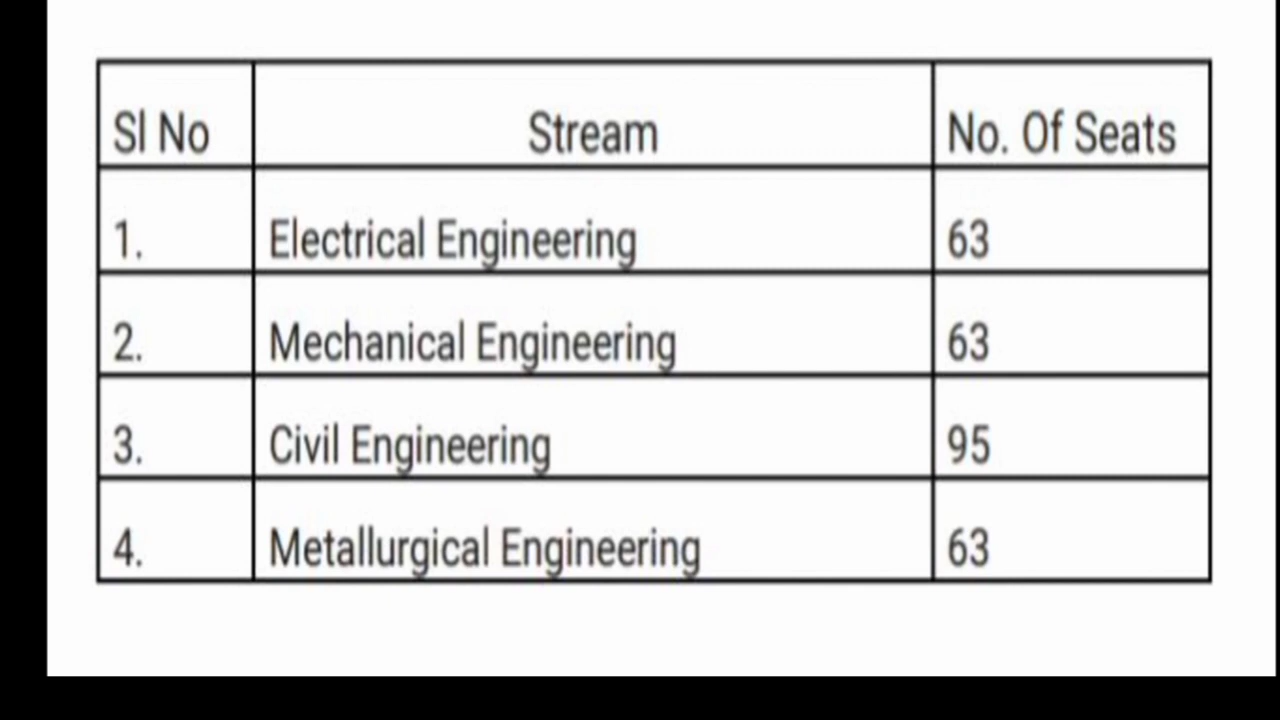 Sl No Stream No. Of Seats
1. Electrical Engineering 63
2. Mechanical Engineering 63
3. Civil Engineering 95
4. Metallurgical Engineering 63